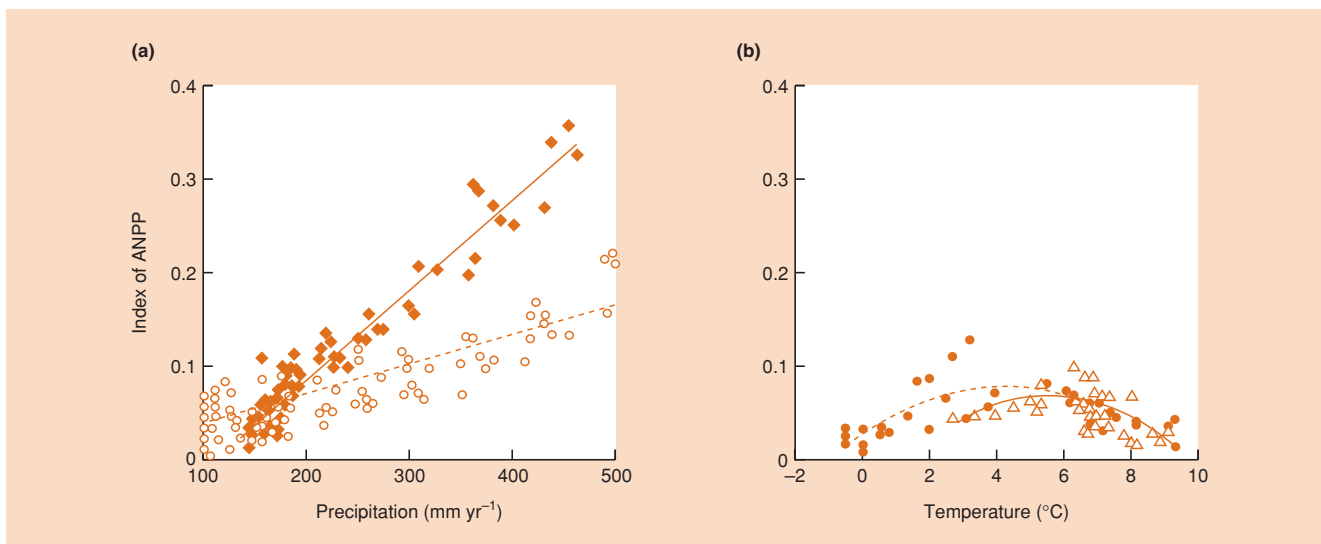 (a)
0.4
0.3
0.2
0.1
0
Index of ANPP
100 200 300 400 500
Precipitation (mm yr⁻¹)
(b)
0.4
0.3
0.2
0.1
0
−2 0 2 4 6 8 10
Temperature (°C)